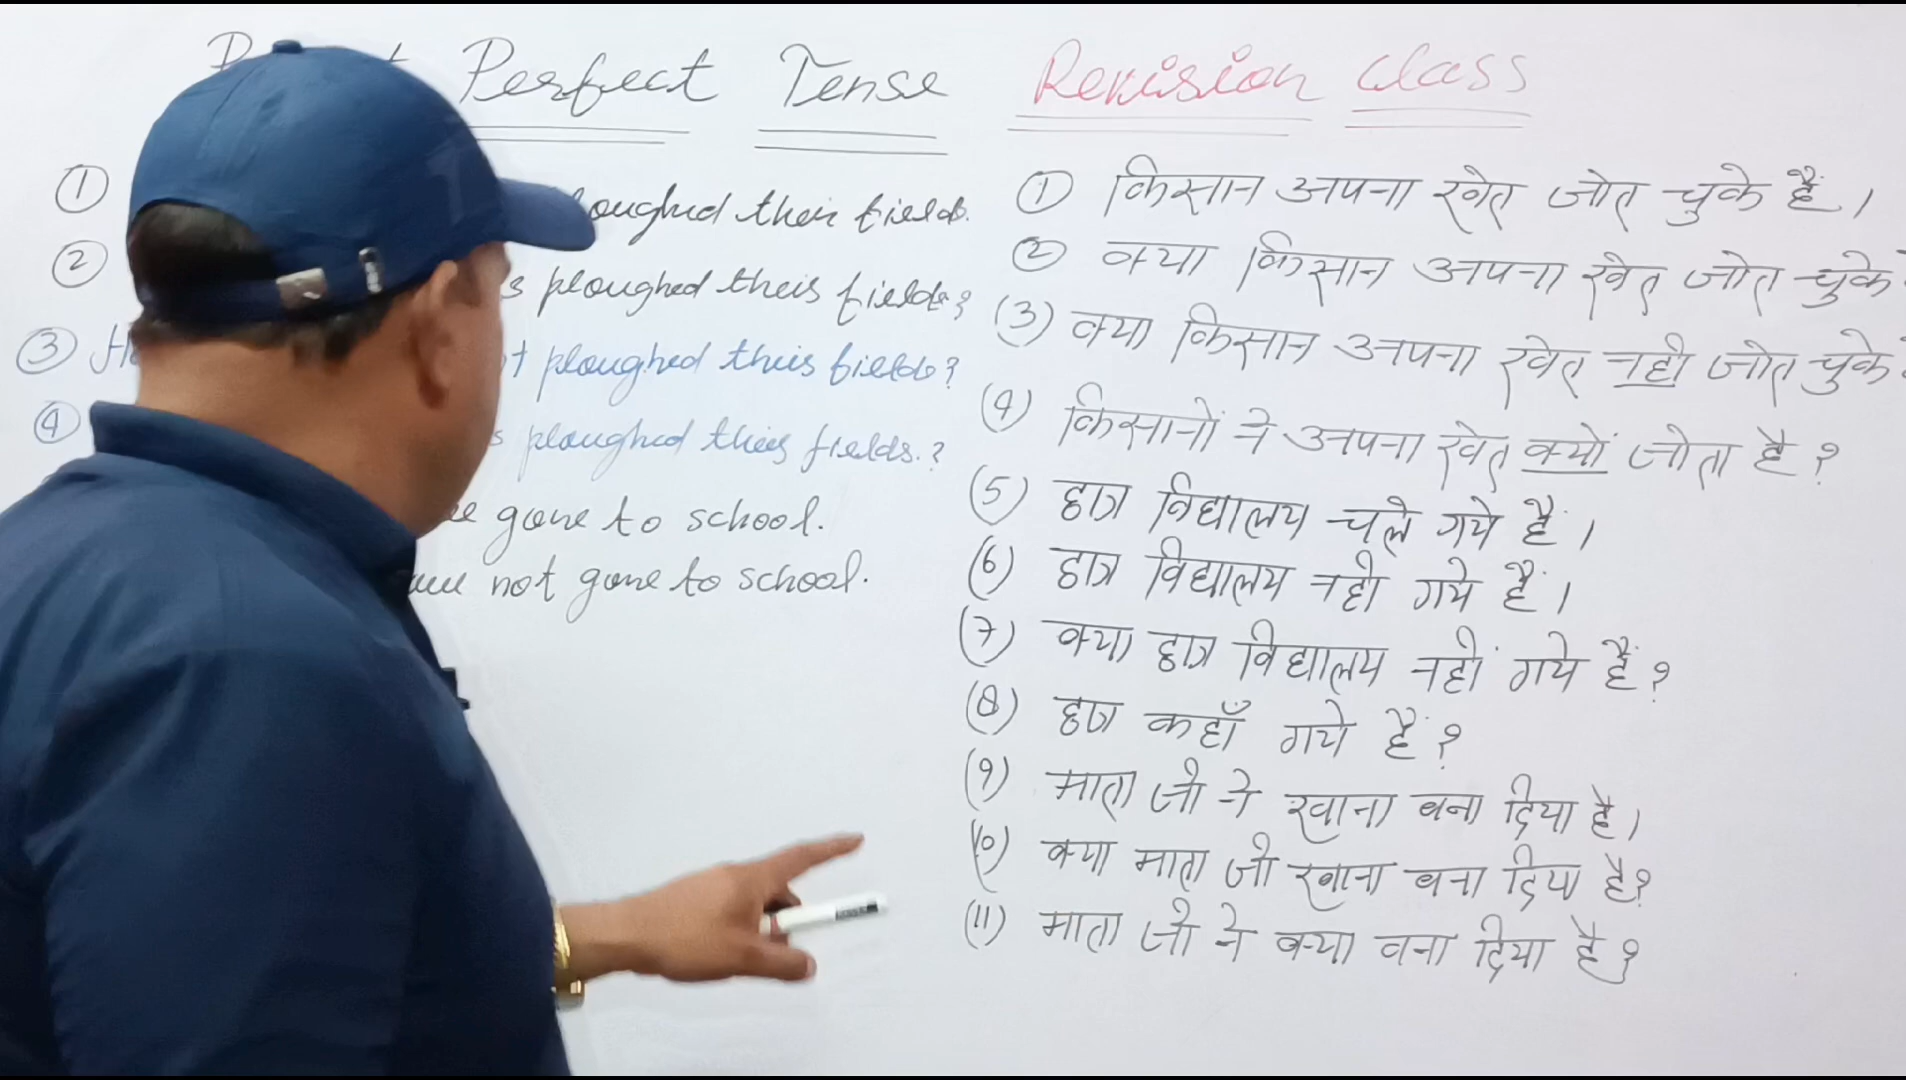 Perfect Tense Revision Class
① ploughed their fields.
② ploughed their fields?
③ not ploughed their fields?
④ ploughed their fields.?
gone to school.
not gone to school.
① किसान अपना खेत जोत चुके हैं।
② क्या किसान अपना खेत जोत चुके
(3) क्या किसान अपना खेत नही जोत चुके
(4) किसानों ने अपना खेत क्यों जोता है?
(5) छात्र विद्यालय चले गये हैं।
(6) छात्र विद्यालय नही गये हैं।
(7) क्या छात्र विद्यालय नहीं गये हैं?
(8) छात्र कहाँ गये हैं?
(9) माता जी ने खाना बना दिया है।
(10) क्या माता जी खाना बना दिया है?
(11) माता जी ने क्या बना दिया है?